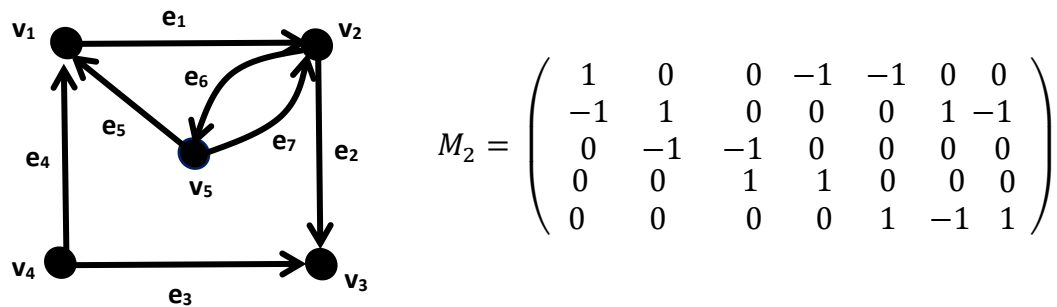 e1
v1 v2
e6
e5 e7 e2
e4
v5
v4 v3
e3
M2 =
1 0 0 −1 −1 0 0
−1 1 0 0 0 1 −1
0 −1 −1 0 0 0 0
0 0 1 1 0 0 0
0 0 0 0 1 −1 1